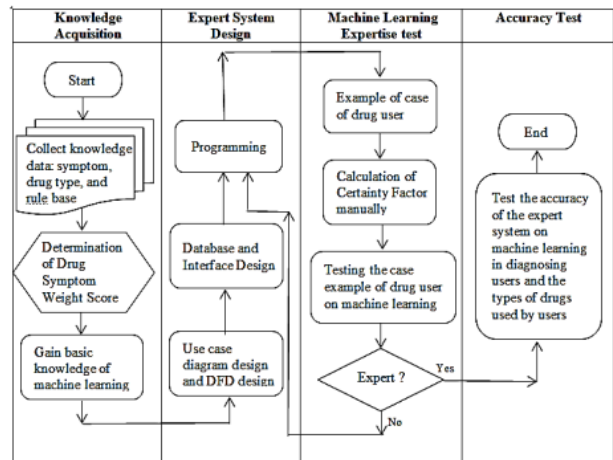 Knowledge
Acquisition
Start
Collect knowledge
data: symptom,
drug type, and
rule base
Determination
of Drug
Symptom
Weight Score
Gain basic
knowledge of
machine learning
Expert System
Design
Programming
Database and
Interface Design
Use case
diagram design
and DFD design
Machine Learning
Expertise test
Example of case
of drug user
Calculation of
Certainty Factor
manually
Testing the case
example of drug user
on machine learning
Expert ?
Yes
No
Accuracy Test
End
Test the accuracy
of the expert
system on
machine learning
in diagnosing
users and the
types of drugs
used by users